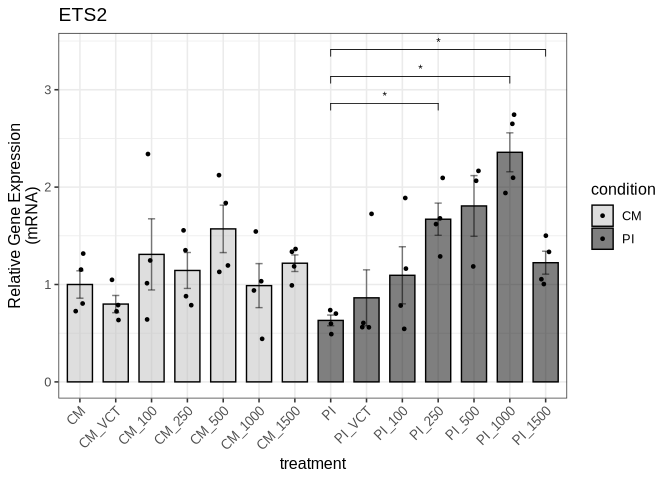 ETS2
*
*
*
3
2
1
0
Relative Gene Expression
(mRNA)
CM
CM_VCT
CM_100
CM_250
CM_500
CM_1000
CM_1500
PI
PI_VCT
PI_100
PI_250
PI_500
PI_1000
PI_1500
treatment
condition
CM
PI